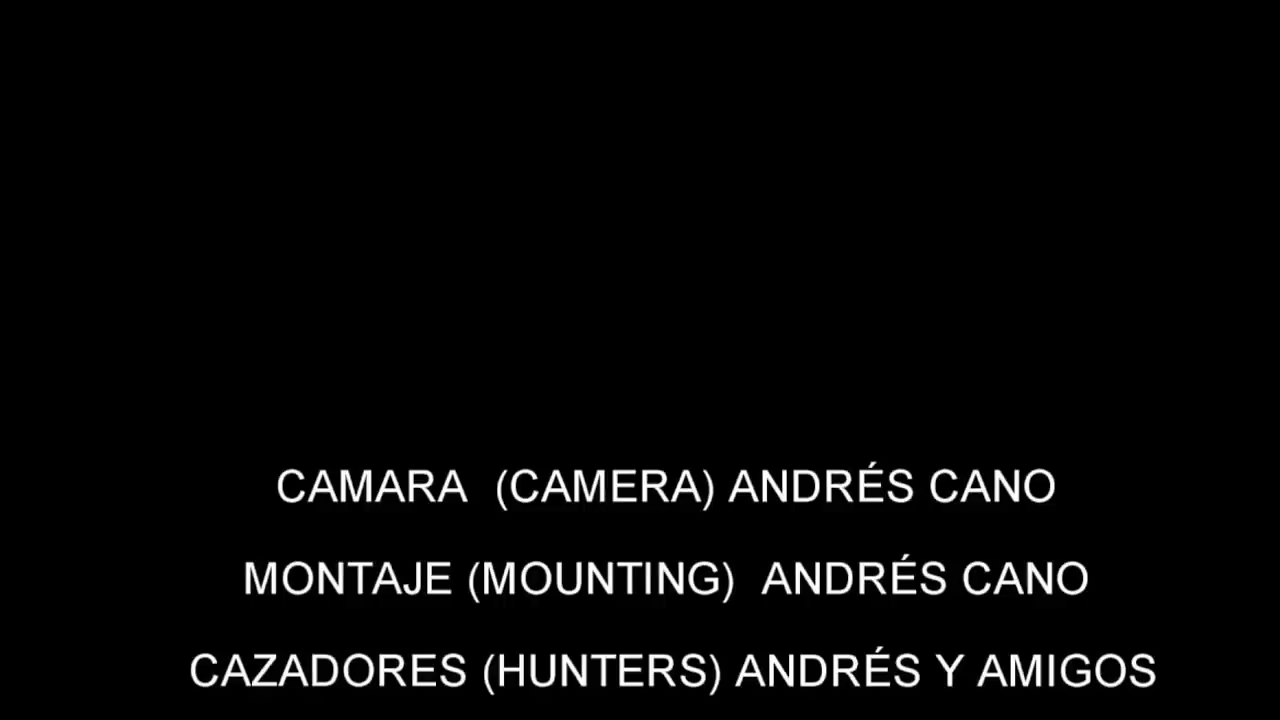 CAMARA (CAMERA) ANDRÉS CANO
MONTAJE (MOUNTING) ANDRÉS CANO
CAZADORES (HUNTERS) ANDRÉS Y AMIGOS